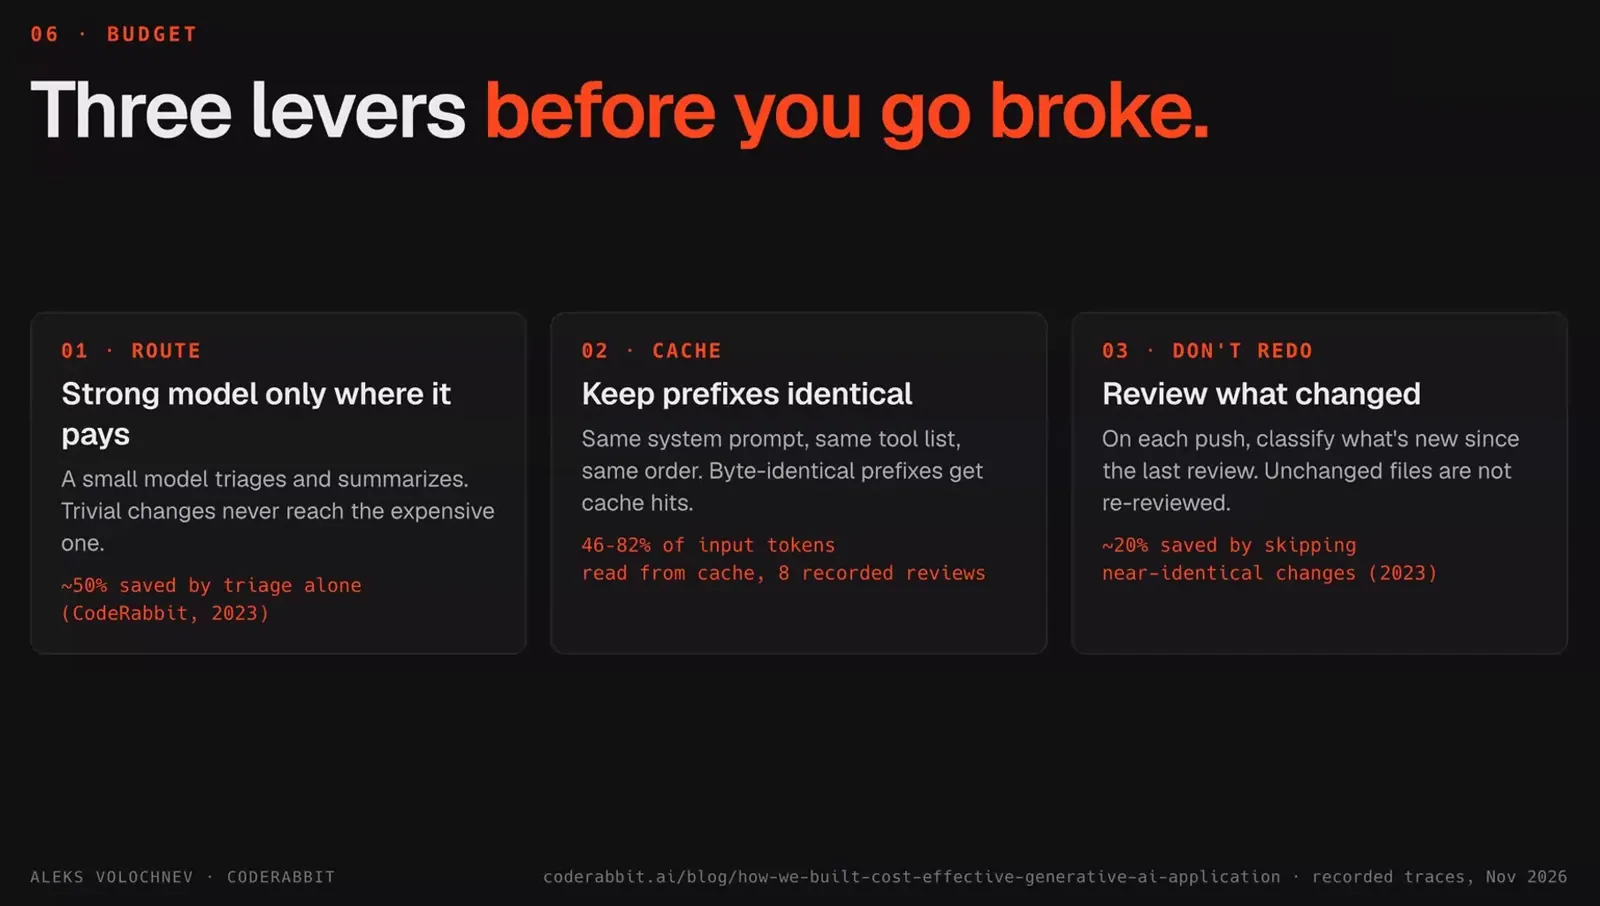 06 · BUDGET
Three levers before you go broke.
01 · ROUTE
Strong model only where it
pays
A small model triages and summarizes.
Trivial changes never reach the expensive
one.
~50% saved by triage alone
(CodeRabbit, 2023)
02 · CACHE
Keep prefixes identical
Same system prompt, same tool list,
same order. Byte-identical prefixes get
cache hits.
46-82% of input tokens
read from cache, 8 recorded reviews
03 · DON'T REDO
Review what changed
On each push, classify what's new since
the last review. Unchanged files are not
re-reviewed.
~20% saved by skipping
near-identical changes (2023)
ALEKS VOLOCHNEV · CODERABBIT
coderabbit.ai/blog/how-we-built-cost-effective-generative-ai-application · recorded traces, Nov 2026